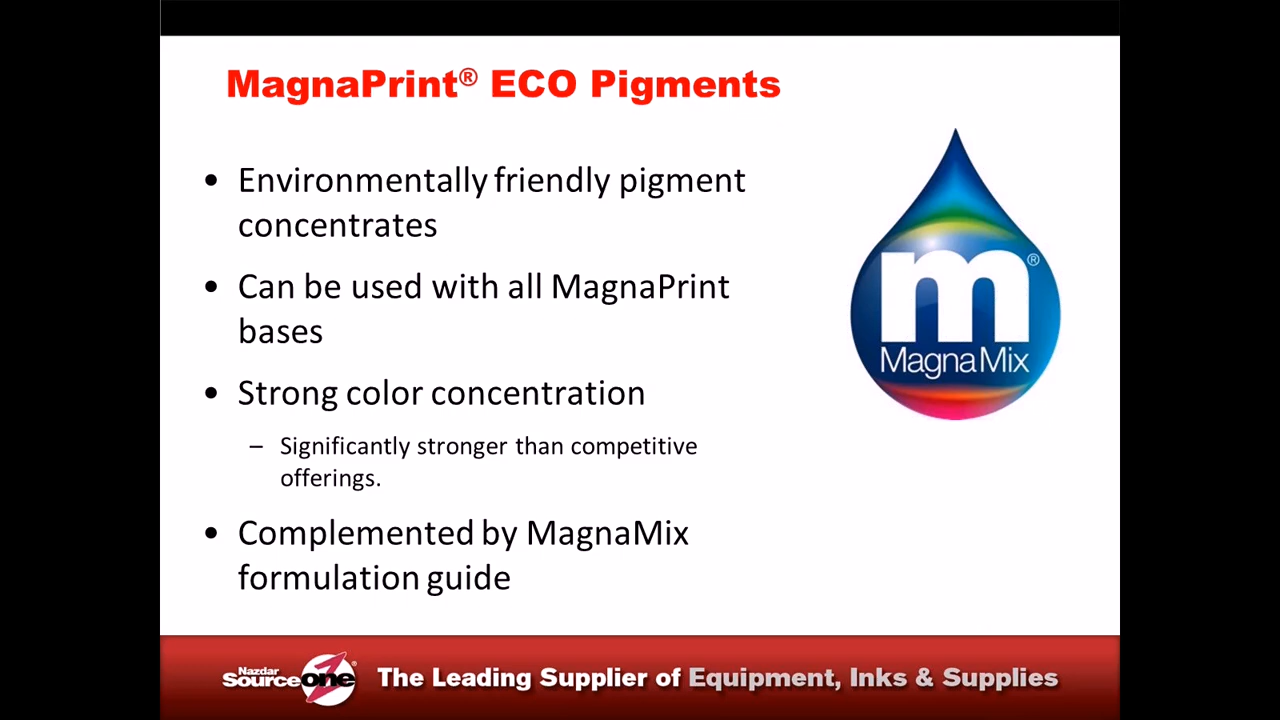 MagnaPrint® ECO Pigments
• Environmentally friendly pigment
concentrates
• Can be used with all MagnaPrint
bases
• Strong color concentration
– Significantly stronger than competitive
offerings.
• Complemented by MagnaMix
formulation guide
m®
MagnaMix
Nazdar
sourceone®
The Leading Supplier of Equipment, Inks & Supplies